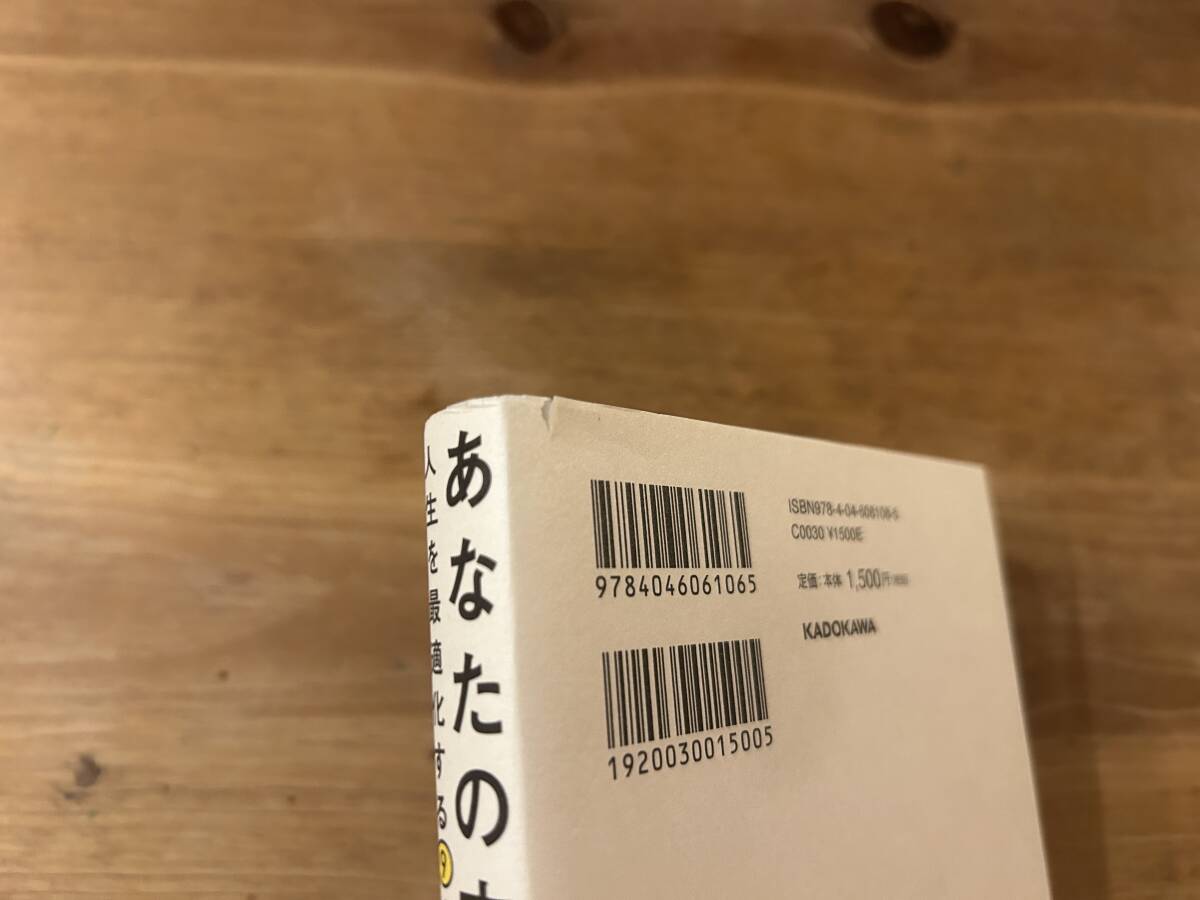 あなたの
人生を最適化する
9784046061065
1920030015005
ISBN978-4-04-606106-5
C0030 ¥1500E
定価:本体 1,500円
KADOKAWA